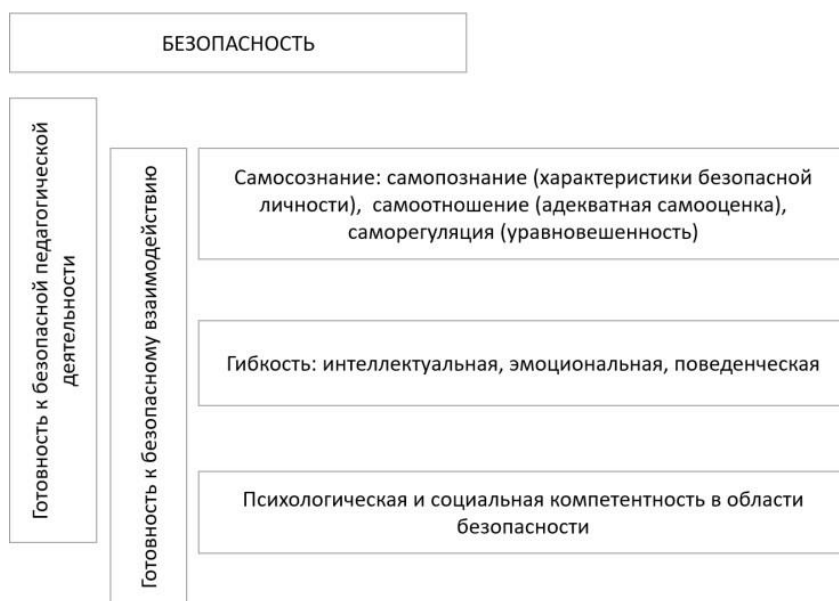 БЕЗОПАСНОСТЬ
Готовность к безопасной педагогической
деятельности
Готовность к безопасному взаимодействию
Самосознание: самопознание (характеристики безопасной
личности), самоотношение (адекватная самооценка),
саморегуляция (уравновешенность)
Гибкость: интеллектуальная, эмоциональная, поведенческая
Психологическая и социальная компетентность в области
безопасности